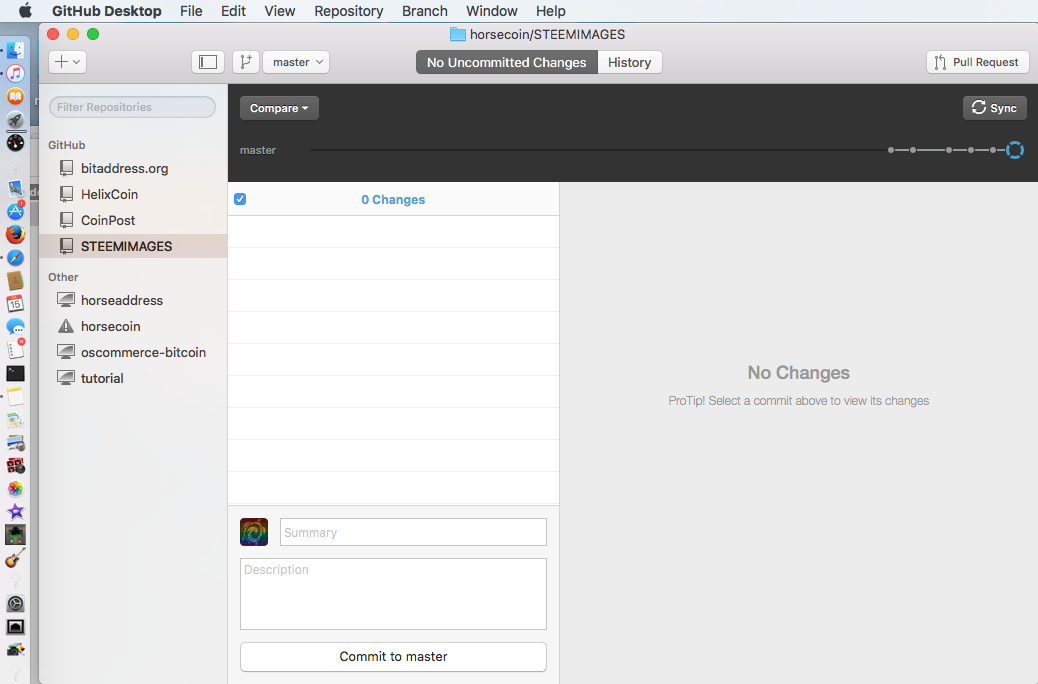 GitHub Desktop File Edit View Repository Branch Window Help
horsecoin/STEEMIMAGES
master No Uncommitted Changes History Pull Request
Filter Repositories
Compare Sync
master
GitHub
bitaddress.org
HelixCoin
CoinPost
STEEMIMAGES
Other
horseaddress
horsecoin
oscommerce-bitcoin
tutorial
0 Changes
No Changes
ProTip! Select a commit above to view its changes
Summary
Description
Commit to master
15